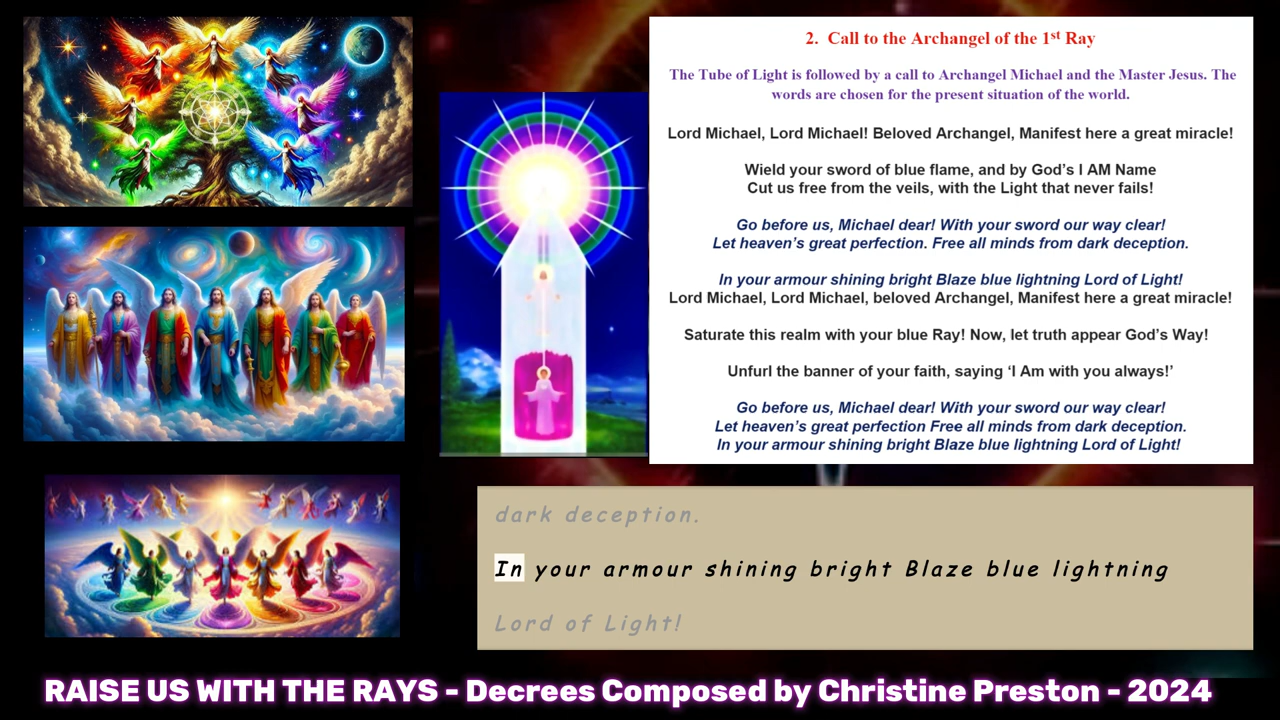 2. Call to the Archangel of the 1st Ray
The Tube of Light is followed by a call to Archangel Michael and the Master Jesus. The
words are chosen for the present situation of the world.
Lord Michael, Lord Michael! Beloved Archangel, Manifest here a great miracle!
Wield your sword of blue flame, and by God's I AM Name
Cut us free from the veils, with the Light that never fails!
Go before us, Michael dear! With your sword our way clear!
Let heaven's great perfection. Free all minds from dark deception.
In your armour shining bright Blaze blue lightning Lord of Light!
Lord Michael, Lord Michael, beloved Archangel, Manifest here a great miracle!
Saturate this realm with your blue Ray! Now, let truth appear God's Way!
Unfurl the banner of your faith, saying 'I Am with you always!'
Go before us, Michael dear! With your sword our way clear!
Let heaven's great perfection Free all minds from dark deception.
In your armour shining bright Blaze blue lightning Lord of Light!
dark deception.
In your armour shining bright Blaze blue lightning
Lord of Light!
RAISE US WITH THE RAYS - Decrees Composed by Christine Preston - 2024